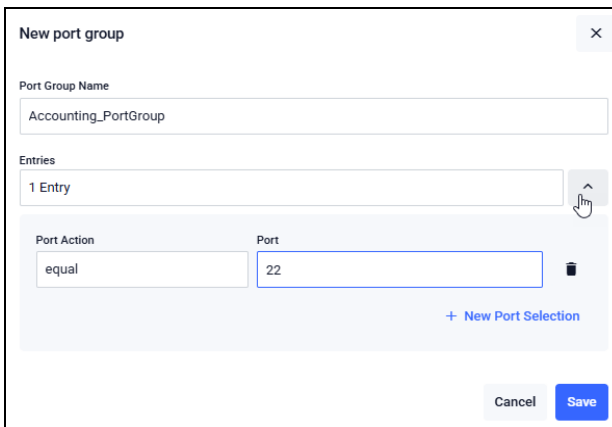 New port group
Port Group Name
Accounting_PortGroup
Entries
1 Entry
Port Action Port
equal 22
+ New Port Selection
Cancel Save